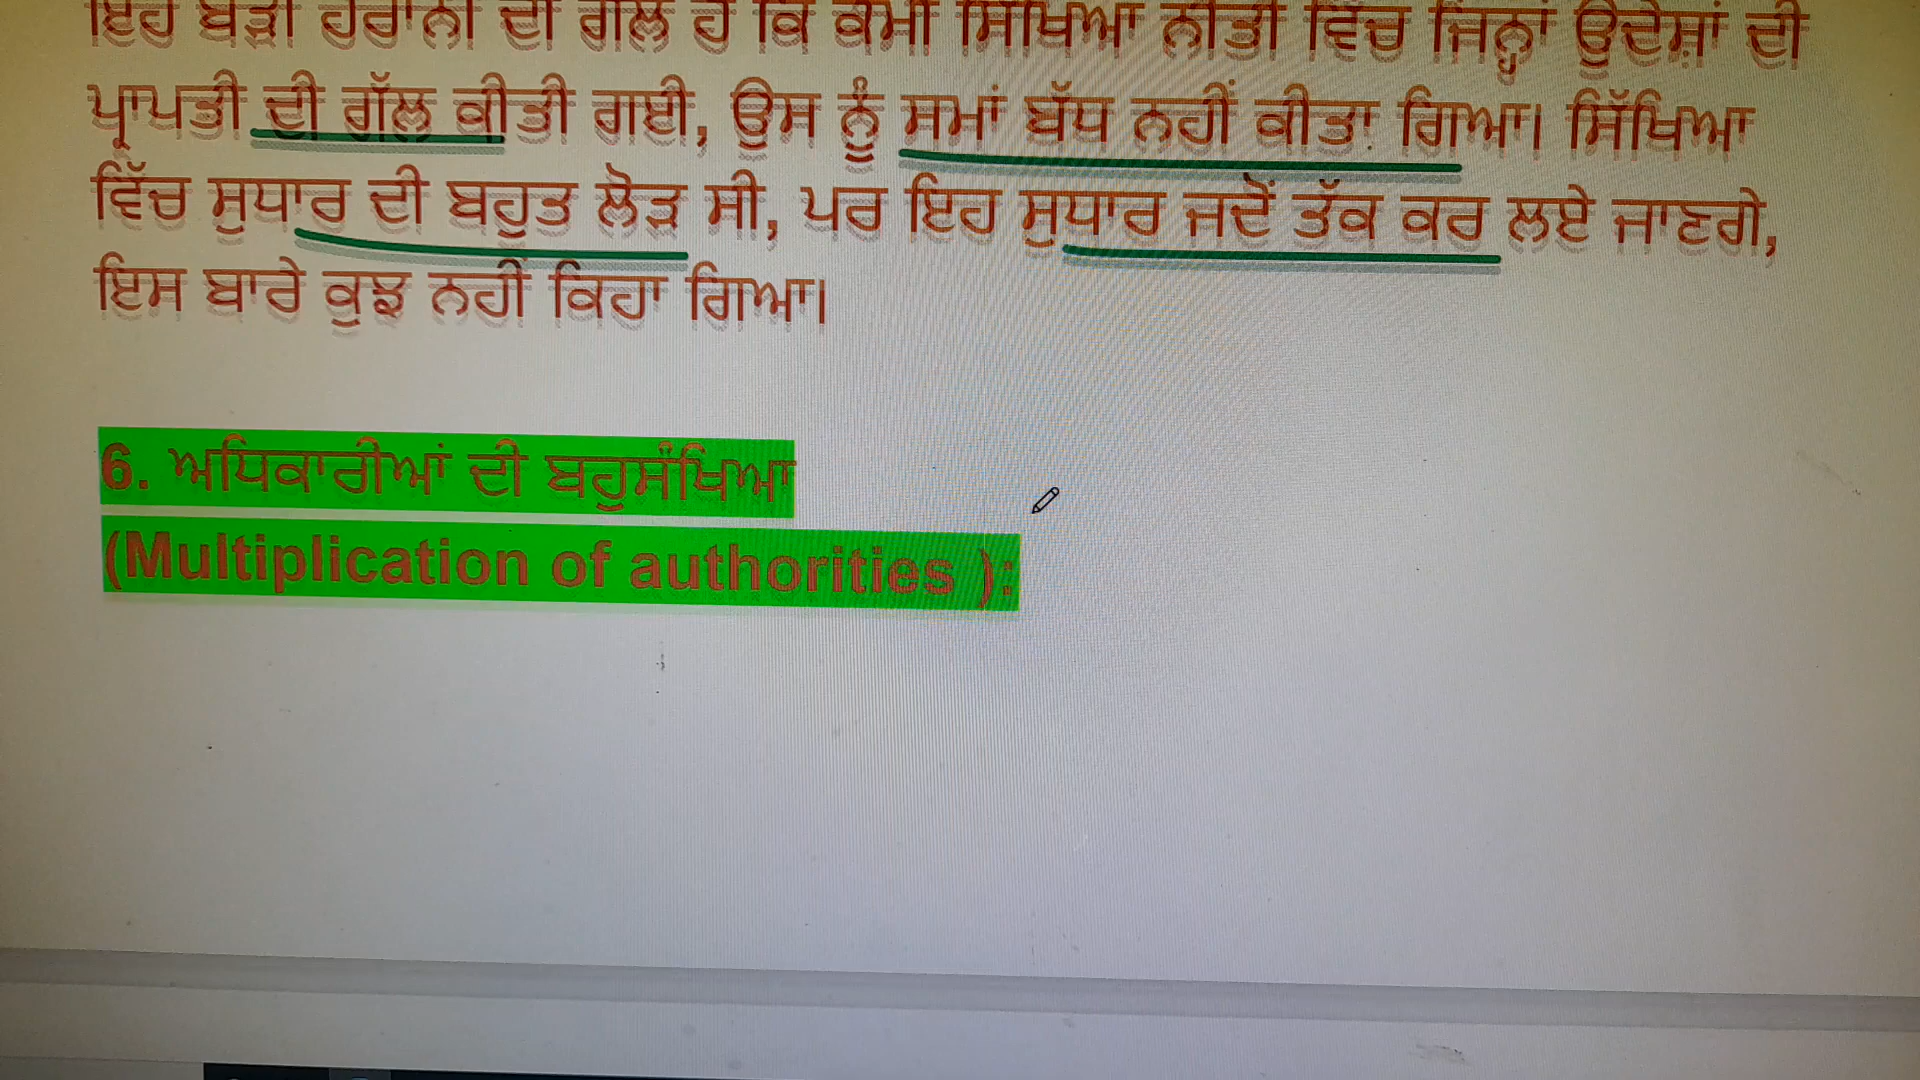 ਇਹ ਬੜੀ ਹੈਰਾਨੀ ਦੀ ਗੱਲ ਹੈ ਕਿ ਕੌਮੀ ਸਿੱਖਿਆ ਨੀਤੀ ਵਿੱਚ ਜਿਨ੍ਹਾਂ ਉਦੇਸ਼ਾਂ ਦੀ
ਪ੍ਰਾਪਤੀ ਦੀ ਗੱਲ ਕੀਤੀ ਗਈ, ਉਸ ਨੂੰ ਸਮਾਂ ਬੱਧ ਨਹੀਂ ਕੀਤਾ ਗਿਆ। ਸਿੱਖਿਆ
ਵਿੱਚ ਸੁਧਾਰ ਦੀ ਬਹੁਤ ਲੋੜ ਸੀ, ਪਰ ਇਹ ਸੁਧਾਰ ਜਦੋਂ ਤੱਕ ਕਰ ਲਏ ਜਾਣਗੇ,
ਇਸ ਬਾਰੇ ਕੁਝ ਨਹੀਂ ਕਿਹਾ ਗਿਆ।
6. ਅਧਿਕਾਰੀਆਂ ਦੀ ਬਹੁਸੰਖਿਆ
(Multiplication of authorities ):